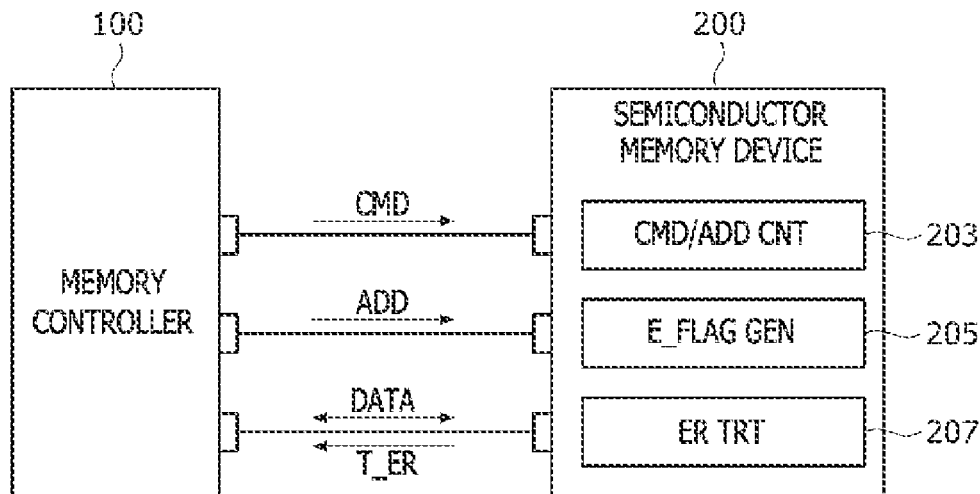 100
200
SEMICONDUCTOR
MEMORY DEVICE
CMD
CMD/ADD CNT
203
MEMORY
CONTROLLER
ADD
E_FLAG GEN
205
DATA
T_ER
ER TRT
207